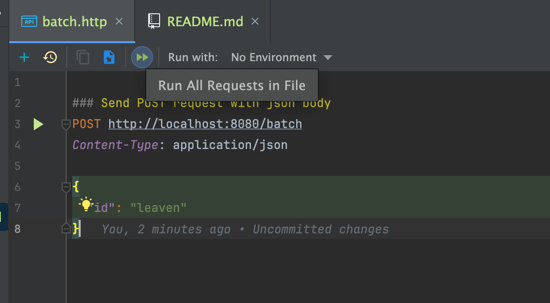 API batch.http × README.md ×
Run with: No Environment
Run All Requests in File
1
2 ### Send POST request with json body
3 POST http://localhost:8080/batch
4 Content-Type: application/json
5
6 {
7 id": "leaven"
8 } You, 2 minutes ago • Uncommitted changes